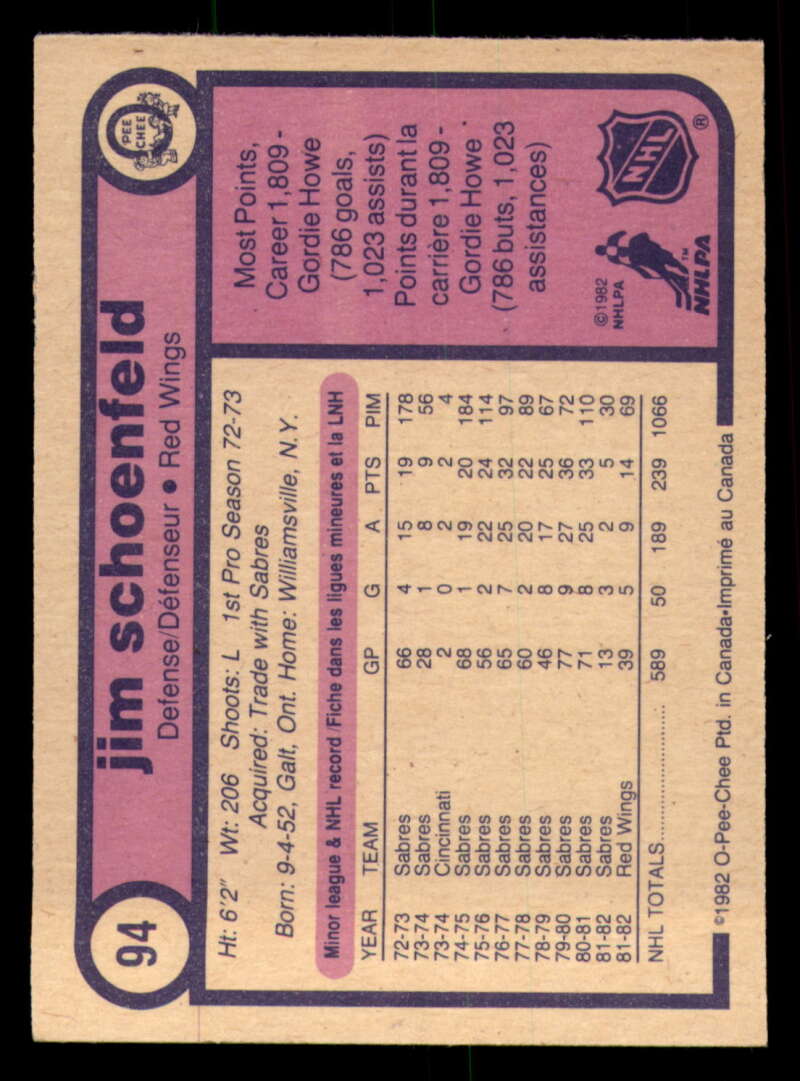 94
jim schoenfeld
Defense/Défenseur • Red Wings
O PEE CHEE
Ht: 6'2" Wt: 206 Shoots: L 1st Pro Season 72-73
Acquired: Trade with Sabres
Born: 9-4-52, Galt, Ont. Home: Williamsville, N.Y.
Minor league & NHL record/Fiche dans les ligues mineures et la LNH
YEAR TEAM GP G A PTS PIM
72-73 Sabres 66 4 15 19 178
73-74 Sabres 28 1 8 9 56
73-74 Cincinnati 2 0 2 2 4
74-75 Sabres 68 1 19 20 184
75-76 Sabres 56 2 22 24 114
76-77 Sabres 65 7 25 32 97
77-78 Sabres 60 2 20 22 89
78-79 Sabres 46 8 17 25 67
79-80 Sabres 77 9 27 36 72
80-81 Sabres 71 8 25 33 110
81-82 Sabres 13 3 2 5 30
81-82 Red Wings 39 5 9 14 69
NHL TOTALS.................... 589 50 189 239 1066
©1982 O-Pee-Chee Ptd. in Canada•Imprimé au Canada
Most Points,
Career 1,809 -
Gordie Howe
(786 goals,
1,023 assists)
Points durant la
carrière 1,809 -
Gordie Howe
(786 buts, 1,023
assistances)
©1982
NHLPA
NHLPA™
NHL ®